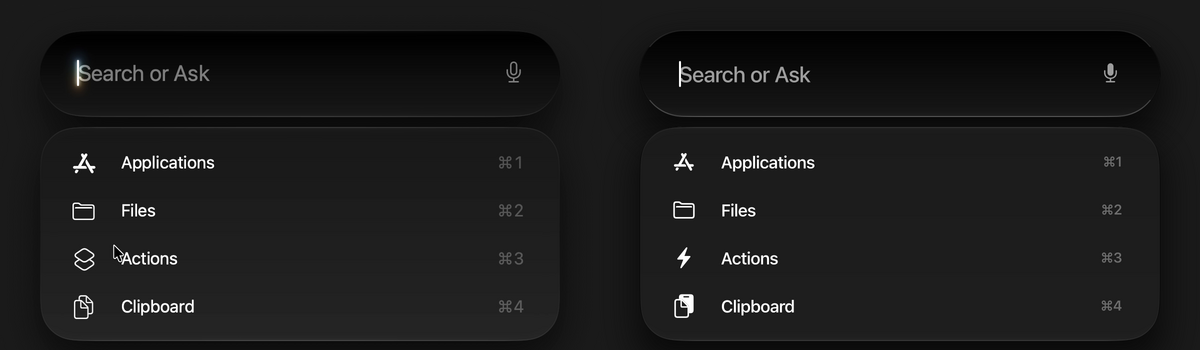 Search or Ask
Applications ⌘1
Files ⌘2
Actions ⌘3
Clipboard ⌘4
Search or Ask
Applications ⌘1
Files ⌘2
Actions ⌘3
Clipboard ⌘4